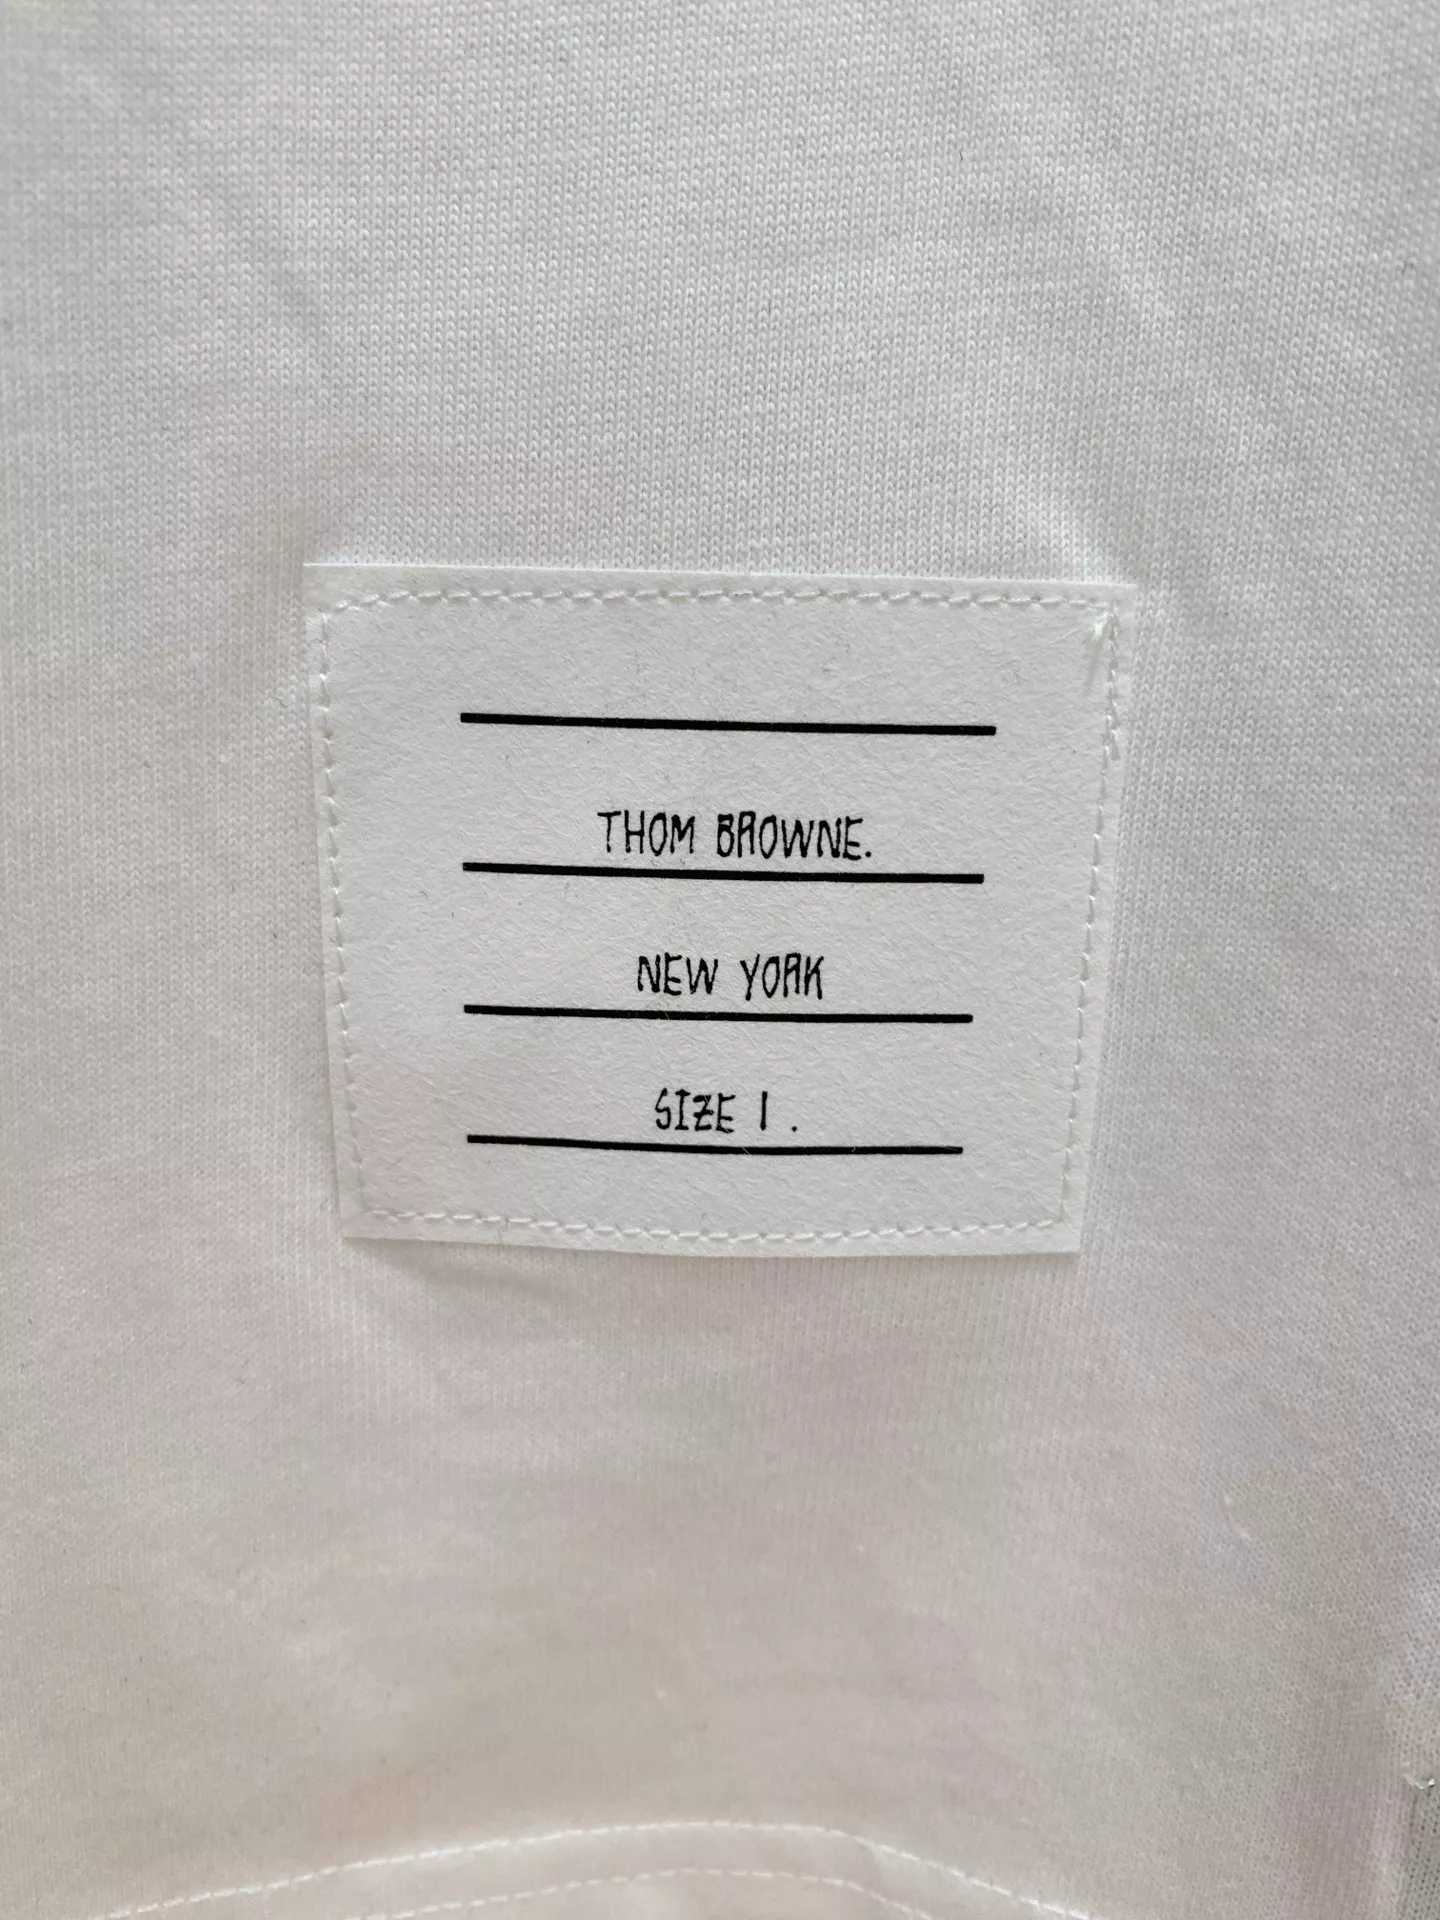 THOM BROWNE.
NEW YORK
SIZE 1.